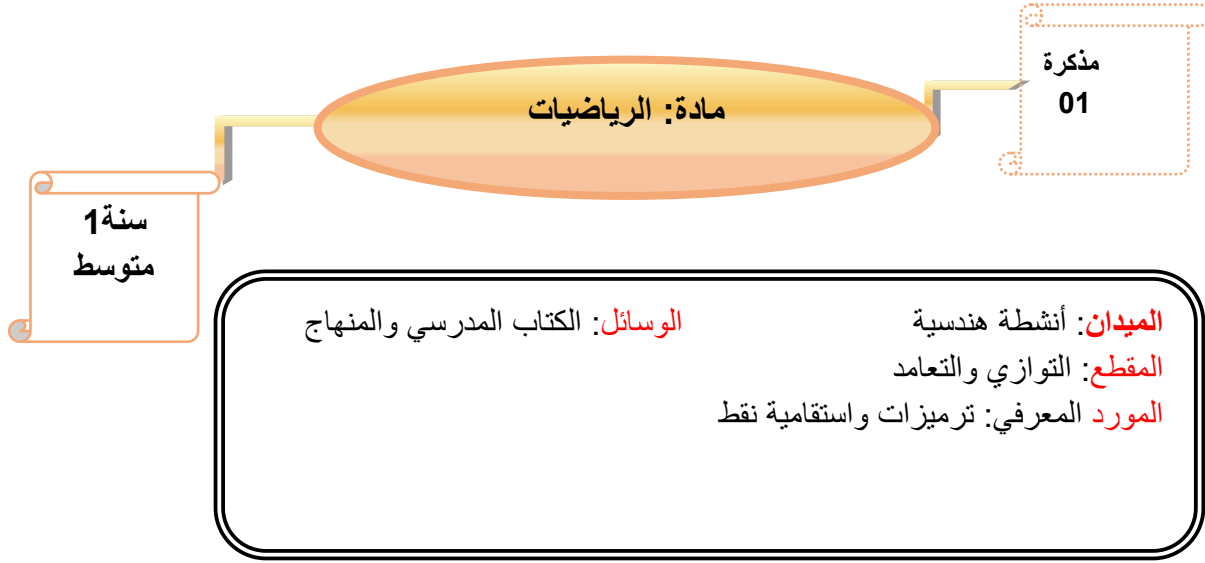 مذكرة
01
مادة: الرياضيات
سنة1
متوسط
الميدان: أنشطة هندسية الوسائل: الكتاب المدرسي والمنهاج
المقطع: التوازي والتعامد
المورد المعرفي: ترميزات واستقامية نقط